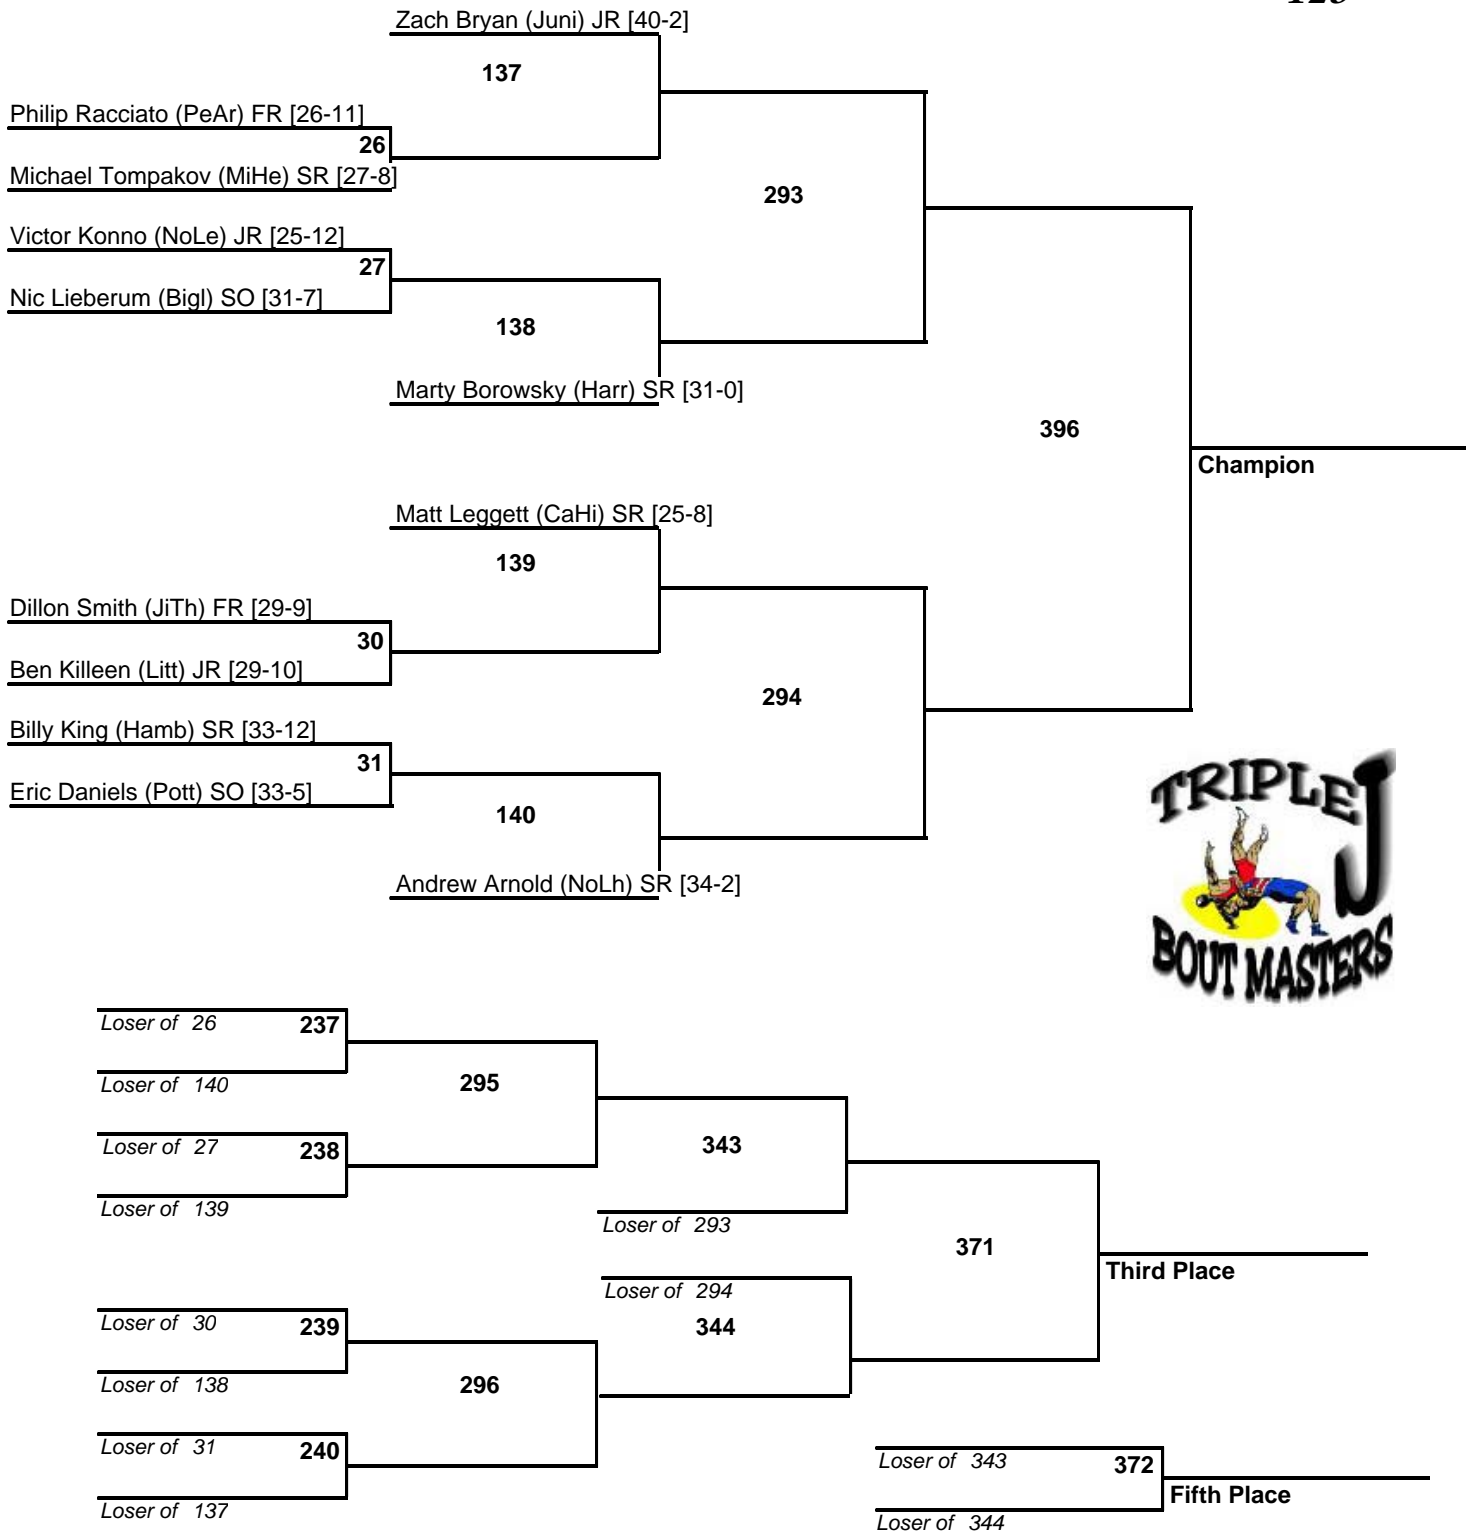 Zach Bryan (Juni) JR [40-2]
137
Philip Racciato (PeAr) FR [26-11]
26
Michael Tompakov (MiHe) SR [27-8]
293
Victor Konno (NoLe) JR [25-12]
27
Nic Lieberum (Bigl) SO [31-7]
138
Marty Borowsky (Harr) SR [31-0]
396
Champion
Matt Leggett (CaHi) SR [25-8]
139
Dillon Smith (JiTh) FR [29-9]
30
Ben Killeen (Litt) JR [29-10]
294
Billy King (Hamb) SR [33-12]
31
Eric Daniels (Pott) SO [33-5]
140
Andrew Arnold (NoLh) SR [34-2]
TRIPLE J
BOUT MASTERS
Loser of 26 237
Loser of 140
295
Loser of 27 238
Loser of 139
343
Loser of 293
371
Third Place
Loser of 294
344
Loser of 30 239
Loser of 138
296
Loser of 31 240
Loser of 137
Loser of 343 372
Fifth Place
Loser of 344